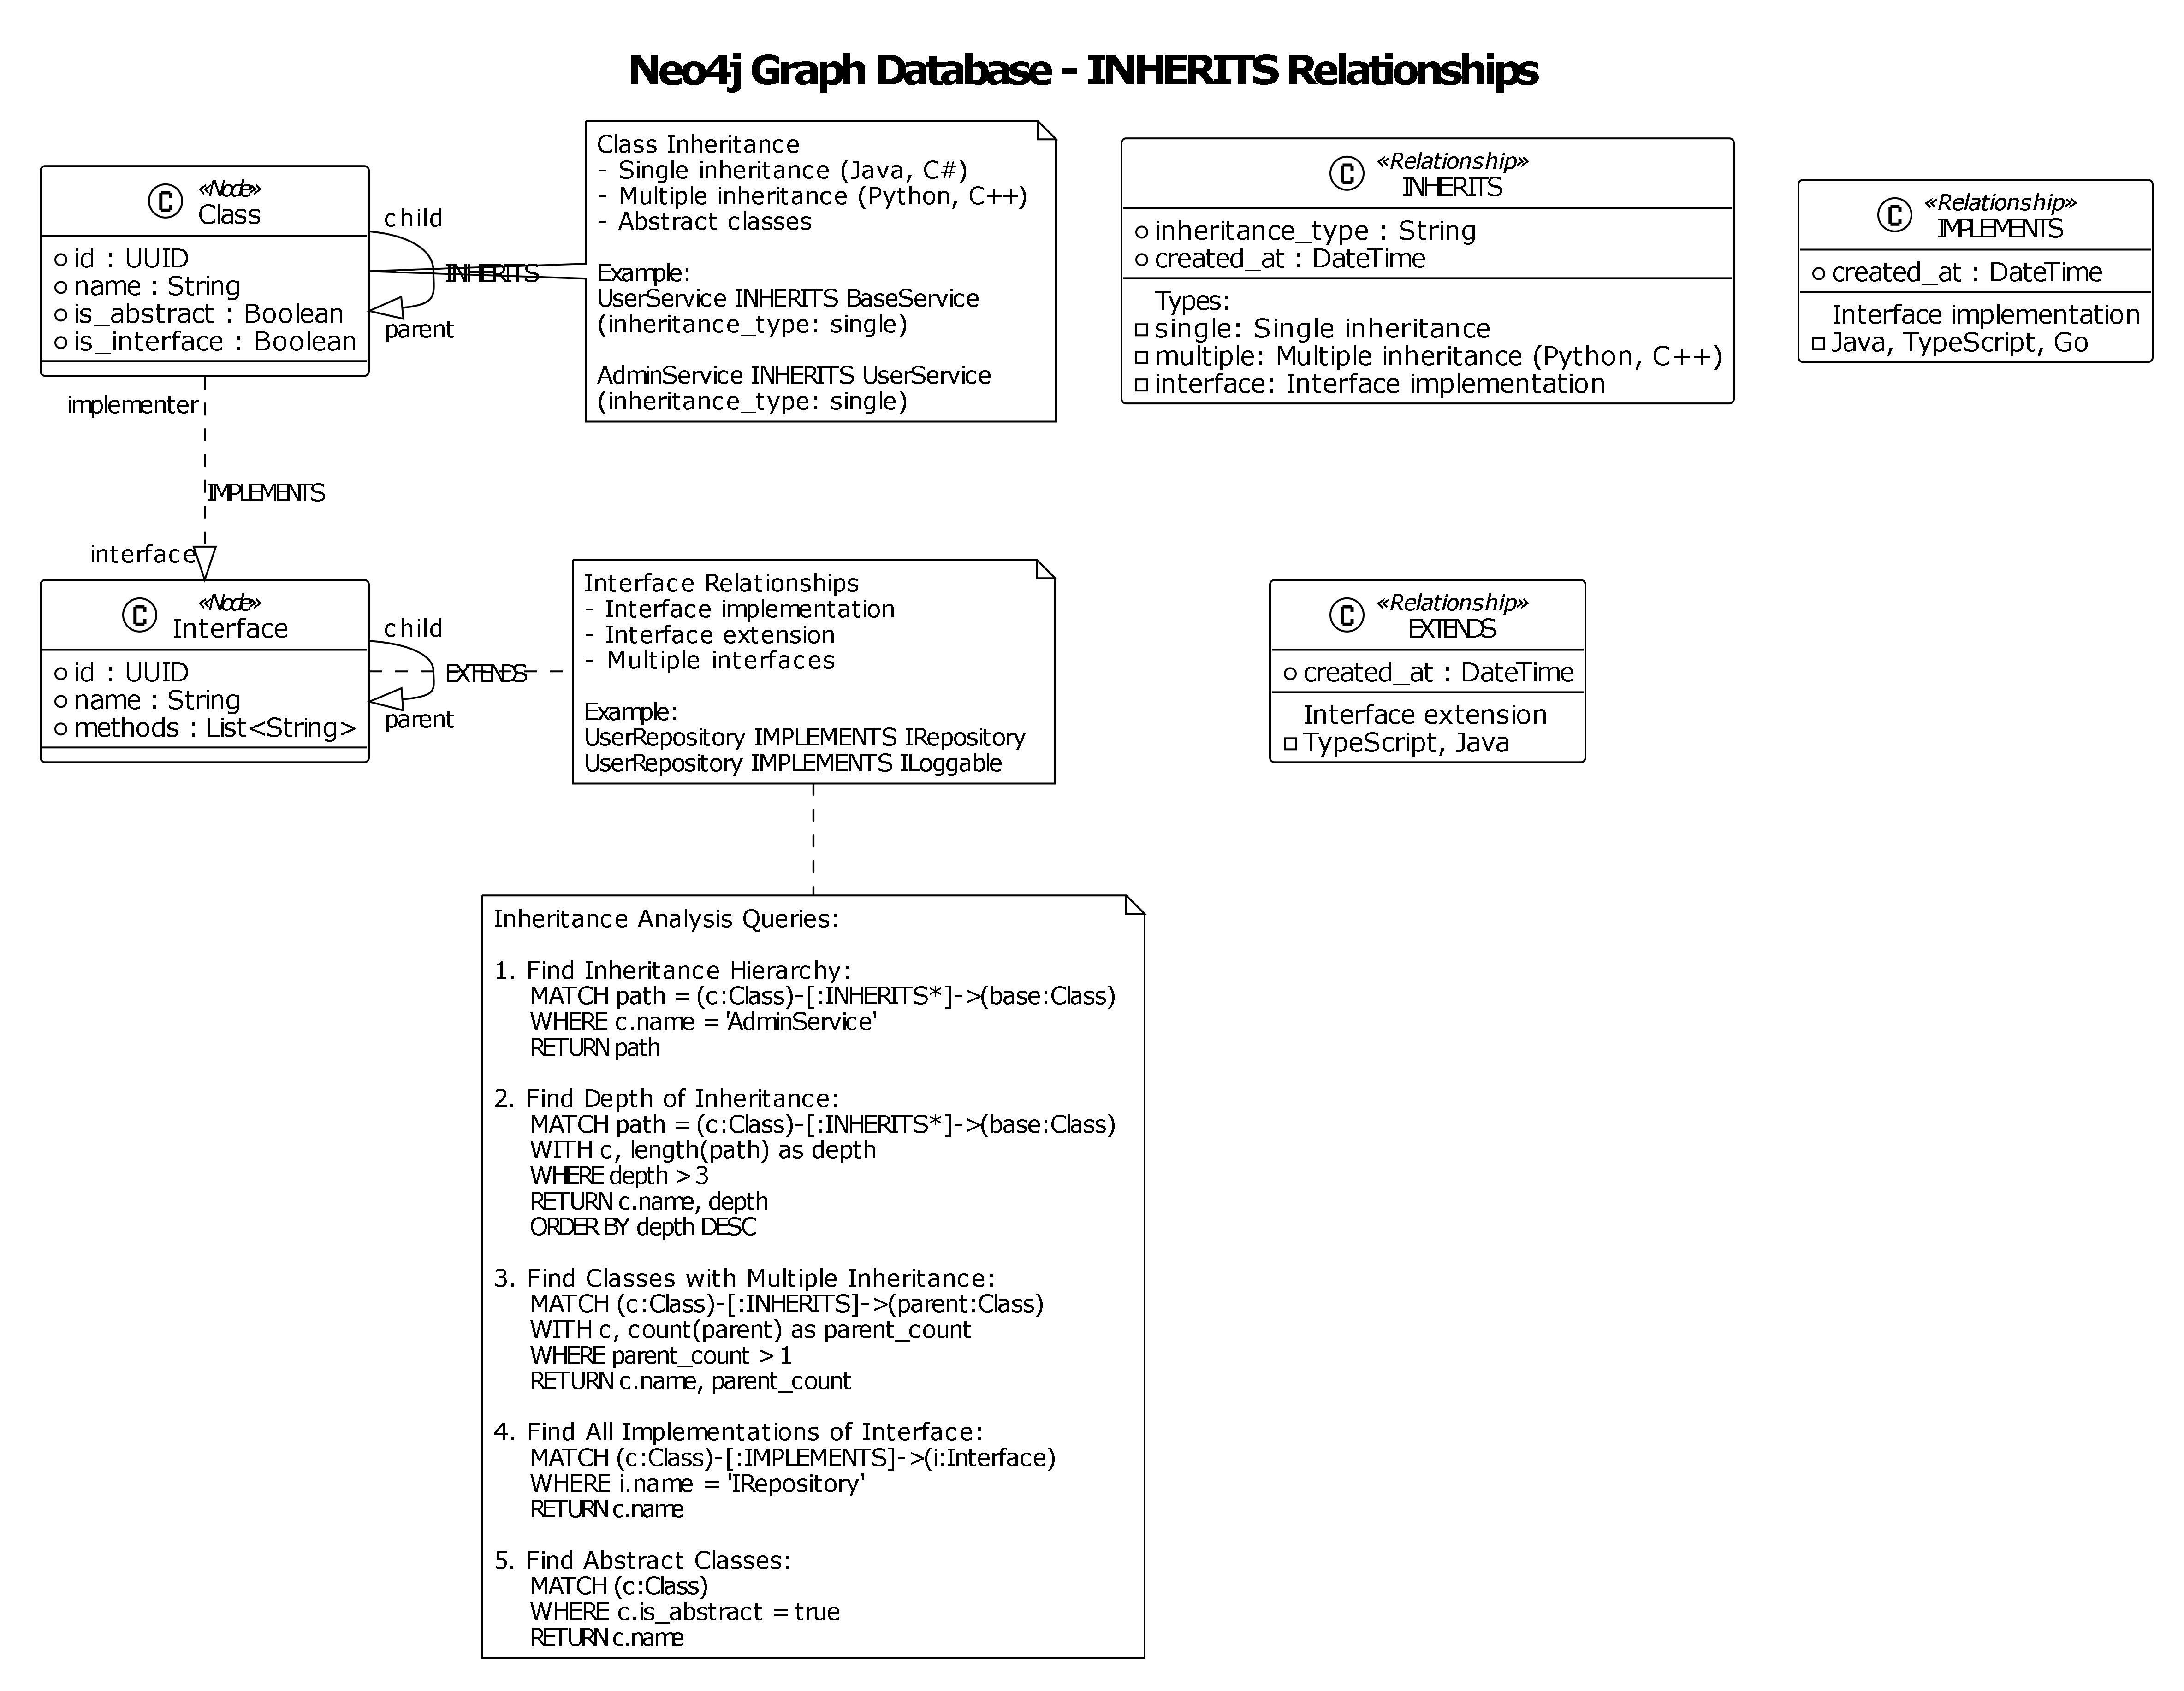 Neo4j Graph Database - INHERITS Relationships
«Node»
Class
id : UUID
name : String
is_abstract : Boolean
is_interface : Boolean
child
INHERITS
parent
Class Inheritance
- Single inheritance (Java, C#)
- Multiple inheritance (Python, C++)
- Abstract classes
Example:
UserService INHERITS BaseService
(inheritance_type: single)
AdminService INHERITS UserService
(inheritance_type: single)
«Relationship»
INHERITS
inheritance_type : String
created_at : DateTime
Types:
single: Single inheritance
multiple: Multiple inheritance (Python, C++)
interface: Interface implementation
«Relationship»
IMPLEMENTS
created_at : DateTime
Interface implementation
Java, TypeScript, Go
implementer
IMPLEMENTS
interface
«Node»
Interface
id : UUID
name : String
methods : List<String>
child
EXTENDS
parent
Interface Relationships
- Interface implementation
- Interface extension
- Multiple interfaces
Example:
UserRepository IMPLEMENTS IRepository
UserRepository IMPLEMENTS ILoggable
«Relationship»
EXTENDS
created_at : DateTime
Interface extension
TypeScript, Java
Inheritance Analysis Queries:
1. Find Inheritance Hierarchy:
MATCH path = (c:Class)-[:INHERITS*]->(base:Class)
WHERE c.name = 'AdminService'
RETURN path
2. Find Depth of Inheritance:
MATCH path = (c:Class)-[:INHERITS*]->(base:Class)
WITH c, length(path) as depth
WHERE depth > 3
RETURN c.name, depth
ORDER BY depth DESC
3. Find Classes with Multiple Inheritance:
MATCH (c:Class)-[:INHERITS]->(parent:Class)
WITH c, count(parent) as parent_count
WHERE parent_count > 1
RETURN c.name, parent_count
4. Find All Implementations of Interface:
MATCH (c:Class)-[:IMPLEMENTS]->(i:Interface)
WHERE i.name = 'IRepository'
RETURN c.name
5. Find Abstract Classes:
MATCH (c:Class)
WHERE c.is_abstract = true
RETURN c.name